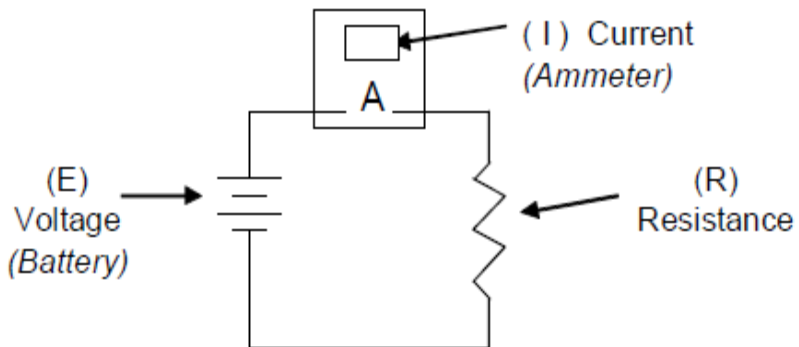 ( I ) Current
(Ammeter)
A
(E)
Voltage
(Battery)
(R)
Resistance